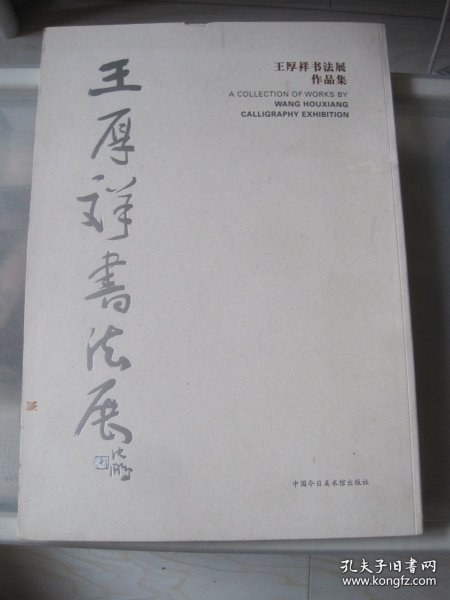 王厚祥书法展
作品集
A COLLECTION OF WORKS BY
WANG HOUXIANG
CALLIGRAPHY EXHIBITION
王厚祥書法展
沈鹏
中国今日美术馆出版社
孔夫子旧书网
www.kongfz.com